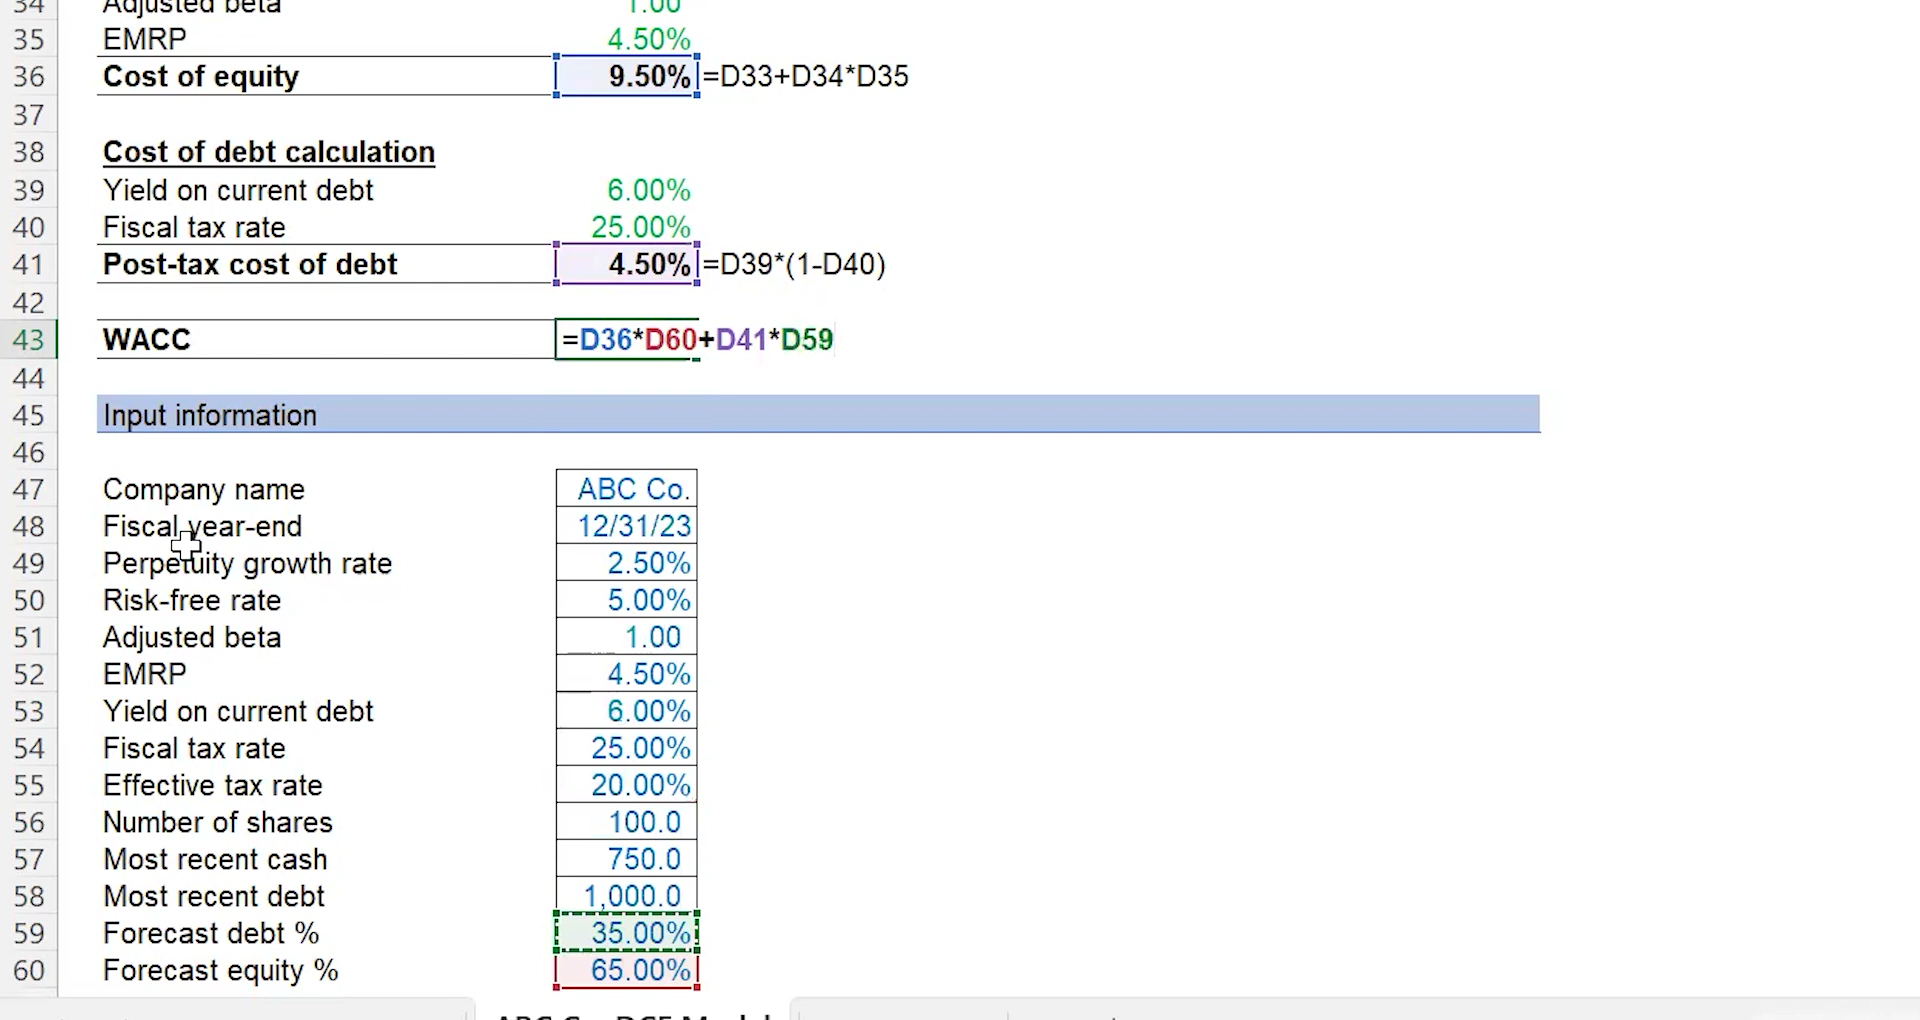 34 Adjusted beta 1.00
35 EMRP 4.50%
36 Cost of equity 9.50% =D33+D34*D35
37
38 Cost of debt calculation
39 Yield on current debt 6.00%
40 Fiscal tax rate 25.00%
41 Post-tax cost of debt 4.50% =D39*(1-D40)
42
43 WACC =D36*D60+D41*D59
44
45 Input information
46
47 Company name ABC Co.
48 Fiscal year-end 12/31/23
49 Perpetuity growth rate 2.50%
50 Risk-free rate 5.00%
51 Adjusted beta 1.00
52 EMRP 4.50%
53 Yield on current debt 6.00%
54 Fiscal tax rate 25.00%
55 Effective tax rate 20.00%
56 Number of shares 100.0
57 Most recent cash 750.0
58 Most recent debt 1,000.0
59 Forecast debt % 35.00%
60 Forecast equity % 65.00%